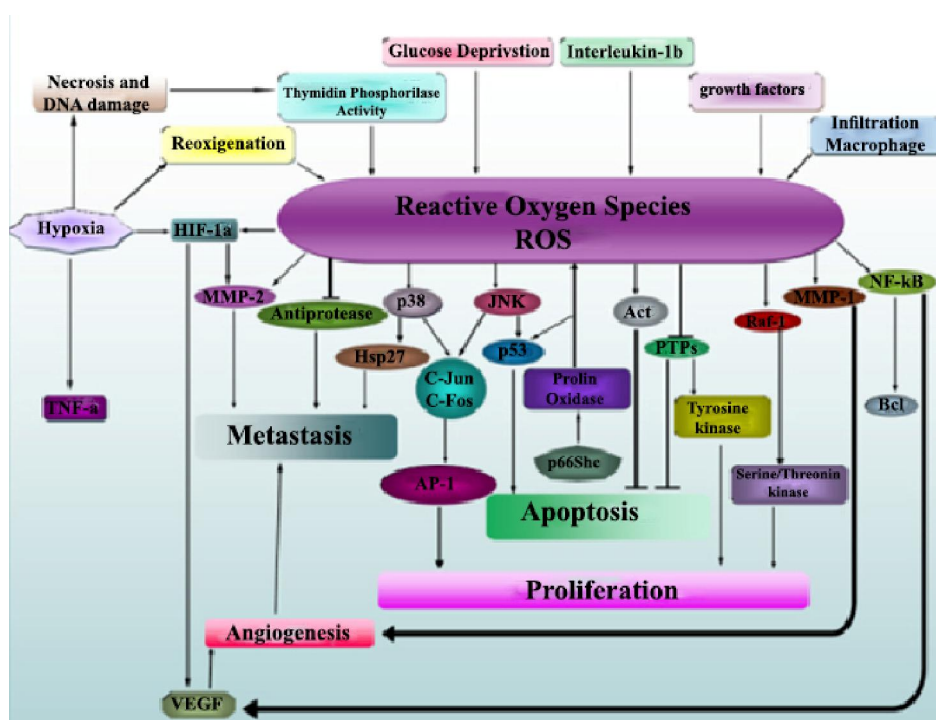 Glucose Deprivstion
Interleukin-1b
Necrosis and
DNA damage
Thymidin Phosphorilase
Activity
growth factors
Infiltration
Macrophage
Reoxigenation
Reactive Oxygen Species
ROS
Hypoxia
HIF-1a
MMP-2
Antiprotease
p38
JNK
Act
MMP-1
NF-kB
Raf-1
Hsp27
p53
PTPs
C-Jun
C-Fos
Prolin
Oxidase
TNF-a
Tyrosine
kinase
Bcl
Metastasis
p66Shc
AP-1
Serine/Threonin
kinase
Apoptosis
Proliferation
Angiogenesis
VEGF